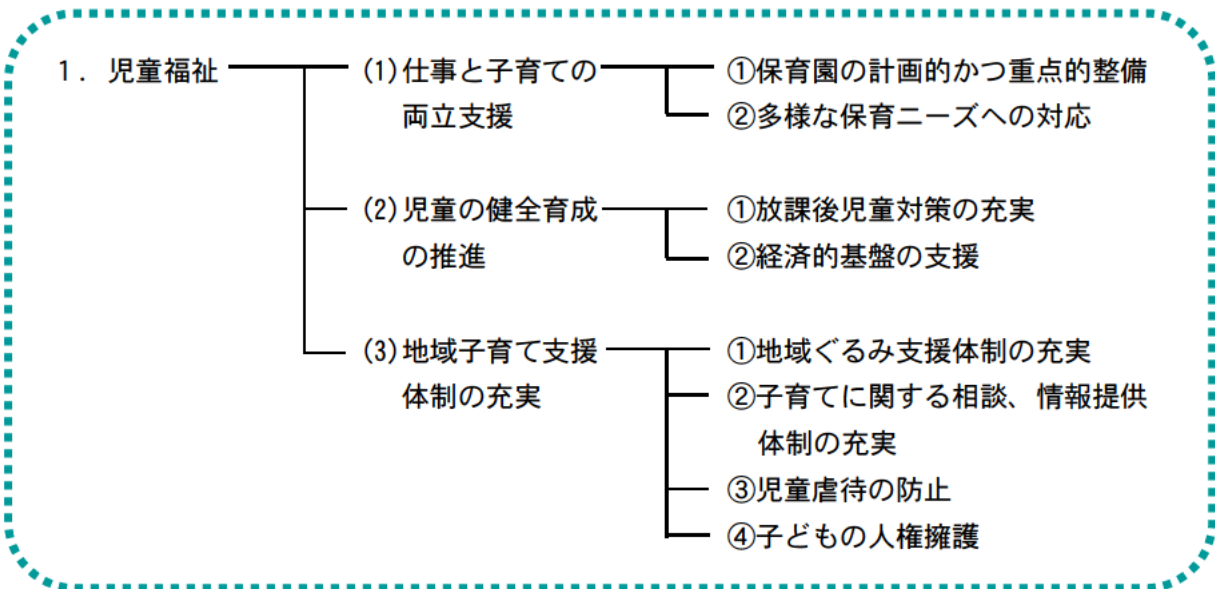 1．児童福祉
(1)仕事と子育ての
両立支援
①保育園の計画的かつ重点的整備
②多様な保育ニーズへの対応
(2)児童の健全育成
の推進
①放課後児童対策の充実
②経済的基盤の支援
(3)地域子育て支援
体制の充実
①地域ぐるみ支援体制の充実
②子育てに関する相談、情報提供
体制の充実
③児童虐待の防止
④子どもの人権擁護